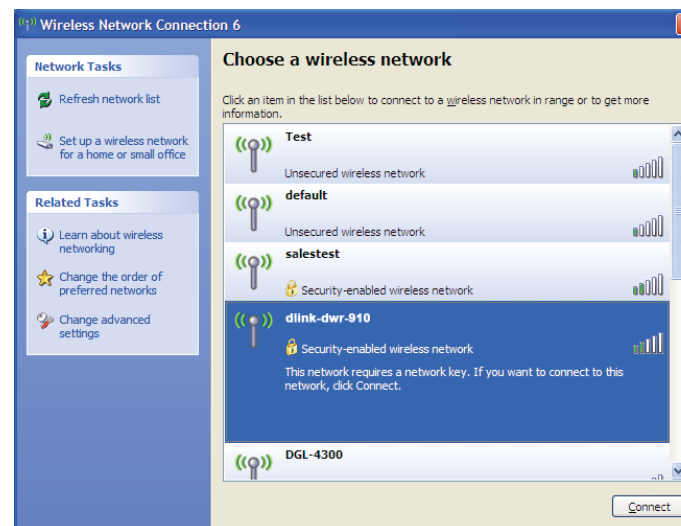 Wireless Network Connection 6
Network Tasks
Refresh network list
Set up a wireless network
for a home or small office
Related Tasks
Learn about wireless
networking
Change the order of
preferred networks
Change advanced
settings
Choose a wireless network
Click an item in the list below to connect to a wireless network in range or to get more
information.
Test
Unsecured wireless network
default
Unsecured wireless network
salestest
Security-enabled wireless network
dlink-dwr-910
Security-enabled wireless network
This network requires a network key. If you want to connect to this
network, click Connect.
DGL-4300
Connect